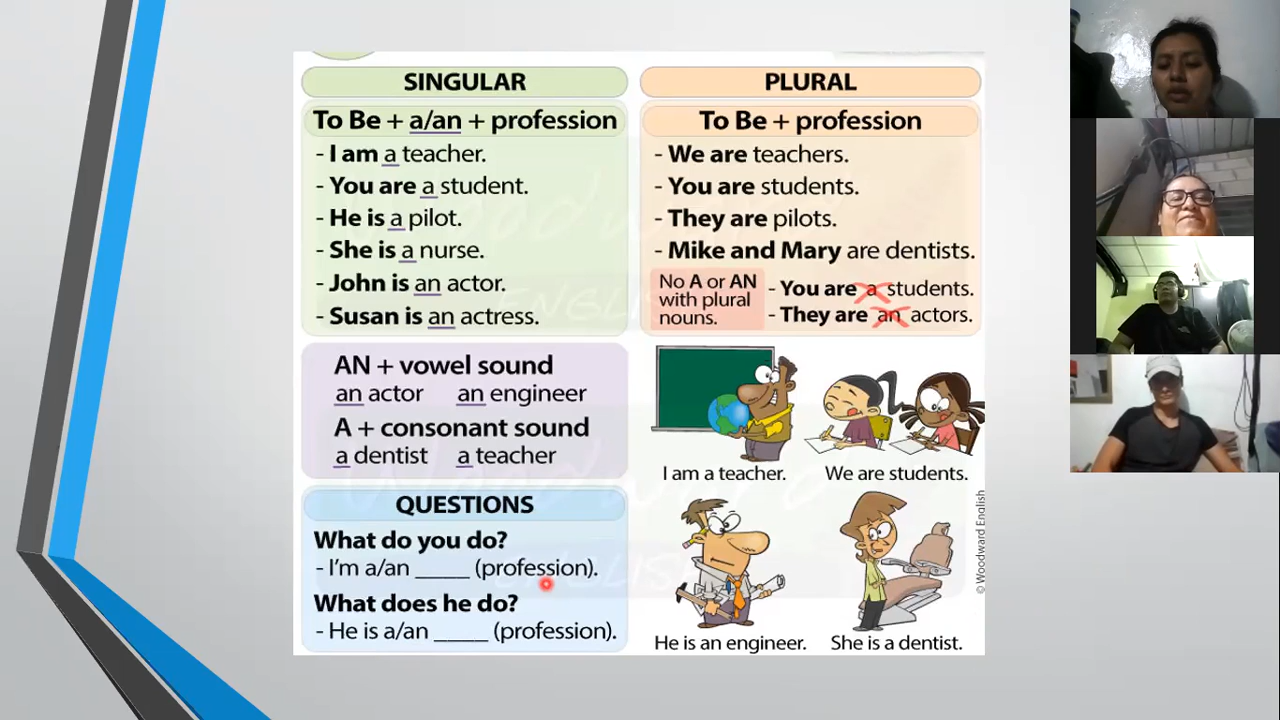 SINGULAR
To Be + a/an + profession
- I am a teacher.
- You are a student.
- He is a pilot.
- She is a nurse.
- John is an actor.
- Susan is an actress.
AN + vowel sound
an actor an engineer
A + consonant sound
a dentist a teacher
QUESTIONS
What do you do?
- I'm a/an ____ (profession).
What does he do?
- He is a/an ____ (profession).
PLURAL
To Be + profession
- We are teachers.
- You are students.
- They are pilots.
- Mike and Mary are dentists.
No A or AN
with plural
nouns.
- You are a students.
- They are an actors.
I am a teacher.
We are students.
He is an engineer.
She is a dentist.
© Woodward English